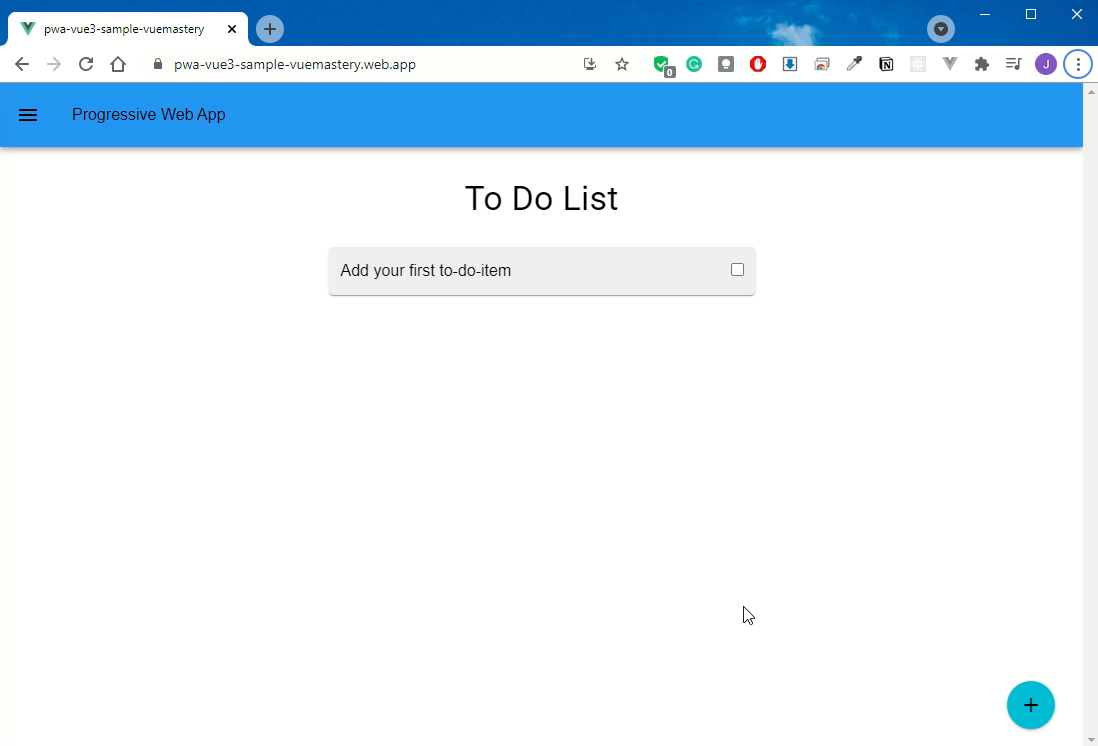 pwa-vue3-sample-vuemastery
pwa-vue3-sample-vuemastery.web.app
0
J
Progressive Web App
To Do List
Add your first to-do-item